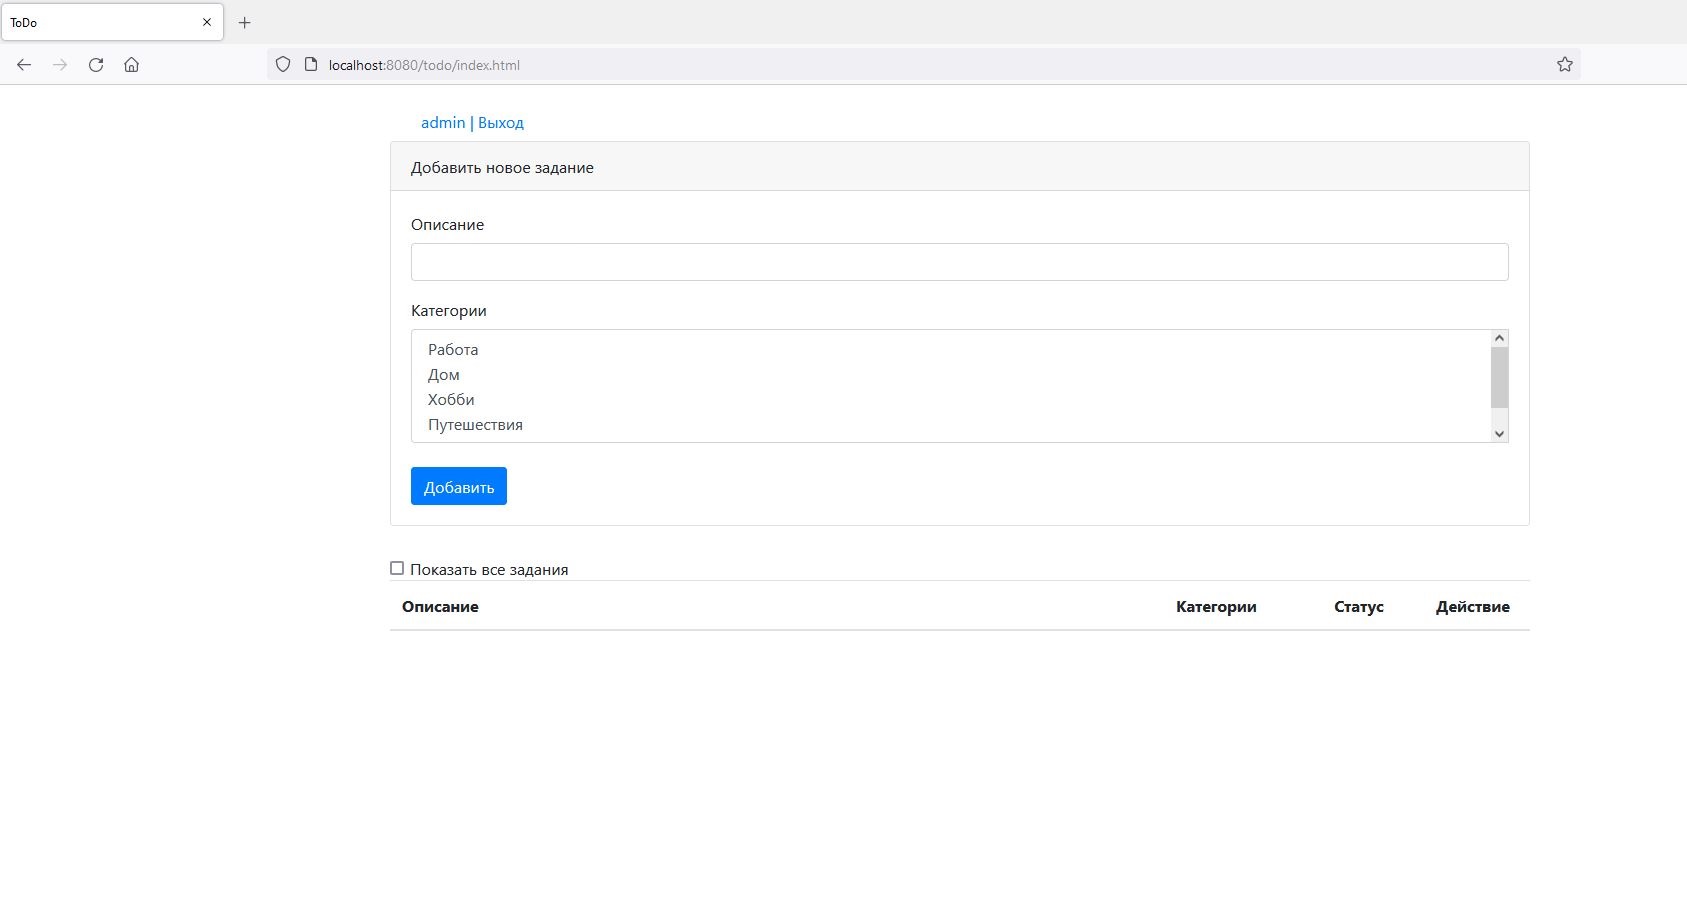 ToDo
localhost:8080/todo/index.html
admin | Выход
Добавить новое задание
Описание
Категории
Работа
Дом
Хобби
Путешествия
Добавить
Показать все задания
Описание Категории Статус Действие